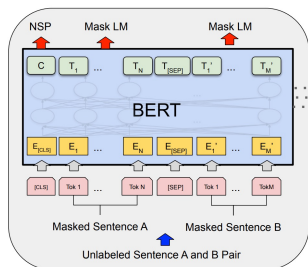 NSP Mask LM Mask LM
C T1 ... TN T[SEP] T1' ... TM'
BERT
E[CLS] E1 ... EN E[SEP] E1' ... EM'
[CLS] Tok 1 ... Tok N [SEP] Tok 1 ... TokM
Masked Sentence A Masked Sentence B
Unlabeled Sentence A and B Pair